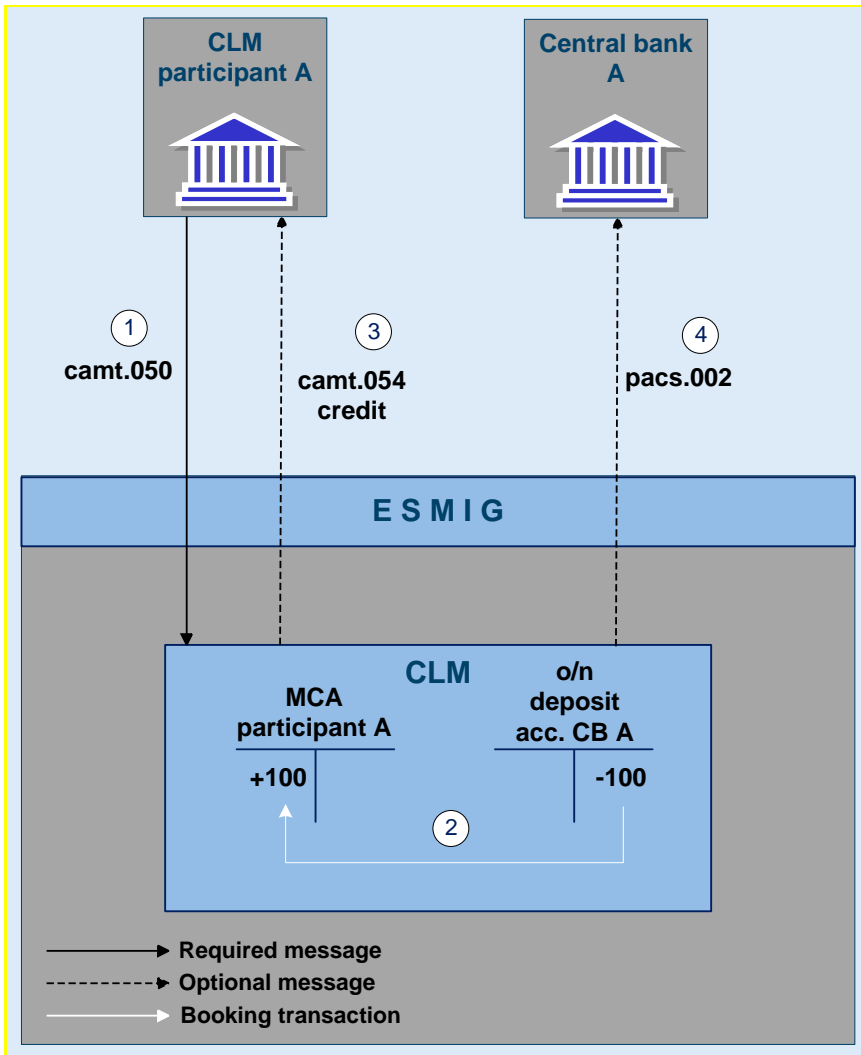 CLM
participant A
Central bank
A
1
camt.050
3
camt.054
credit
4
pacs.002
E S M I G
CLM
MCA
participant A
o/n
deposit
acc. CB A
+100
-100
2
Required message
Optional message
Booking transaction